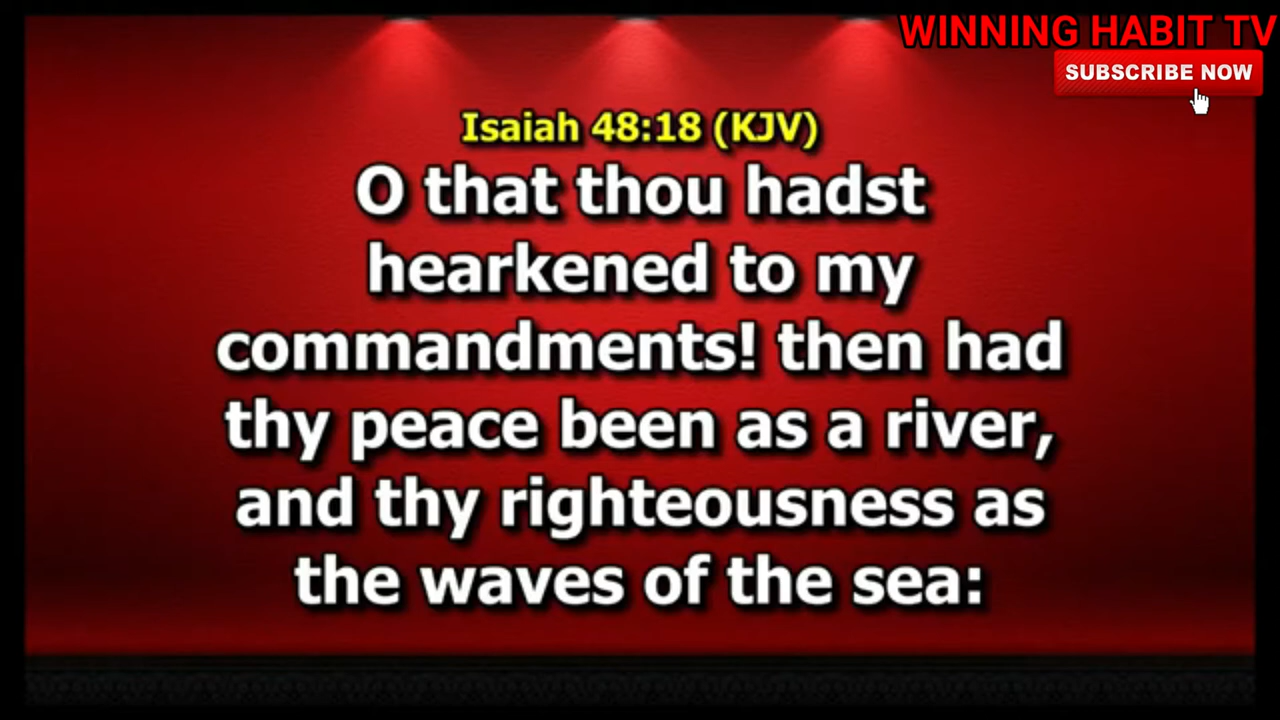 WINNING HABIT TV
SUBSCRIBE NOW
Isaiah 48:18 (KJV)
O that thou hadst
hearkened to my
commandments! then had
thy peace been as a river,
and thy righteousness as
the waves of the sea: